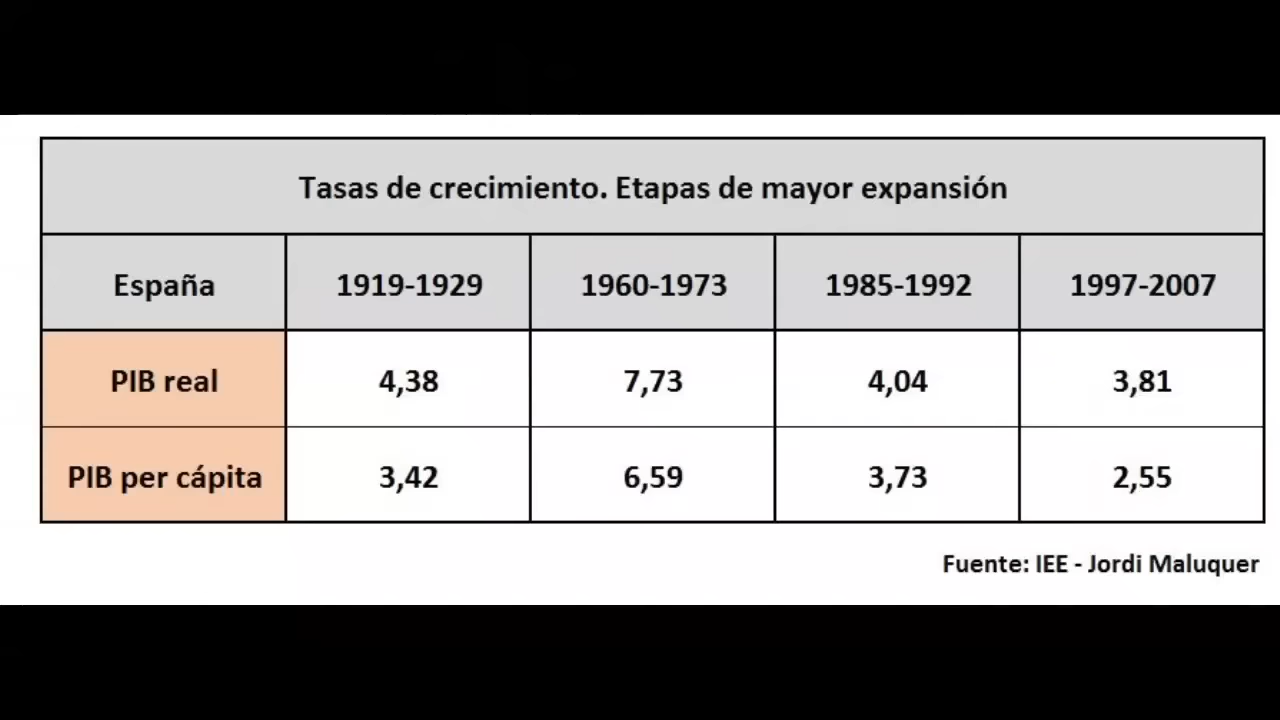 Tasas de crecimiento. Etapas de mayor expansión
España 1919-1929 1960-1973 1985-1992 1997-2007
PIB real 4,38 7,73 4,04 3,81
PIB per cápita 3,42 6,59 3,73 2,55
Fuente: IEE - Jordi Maluquer